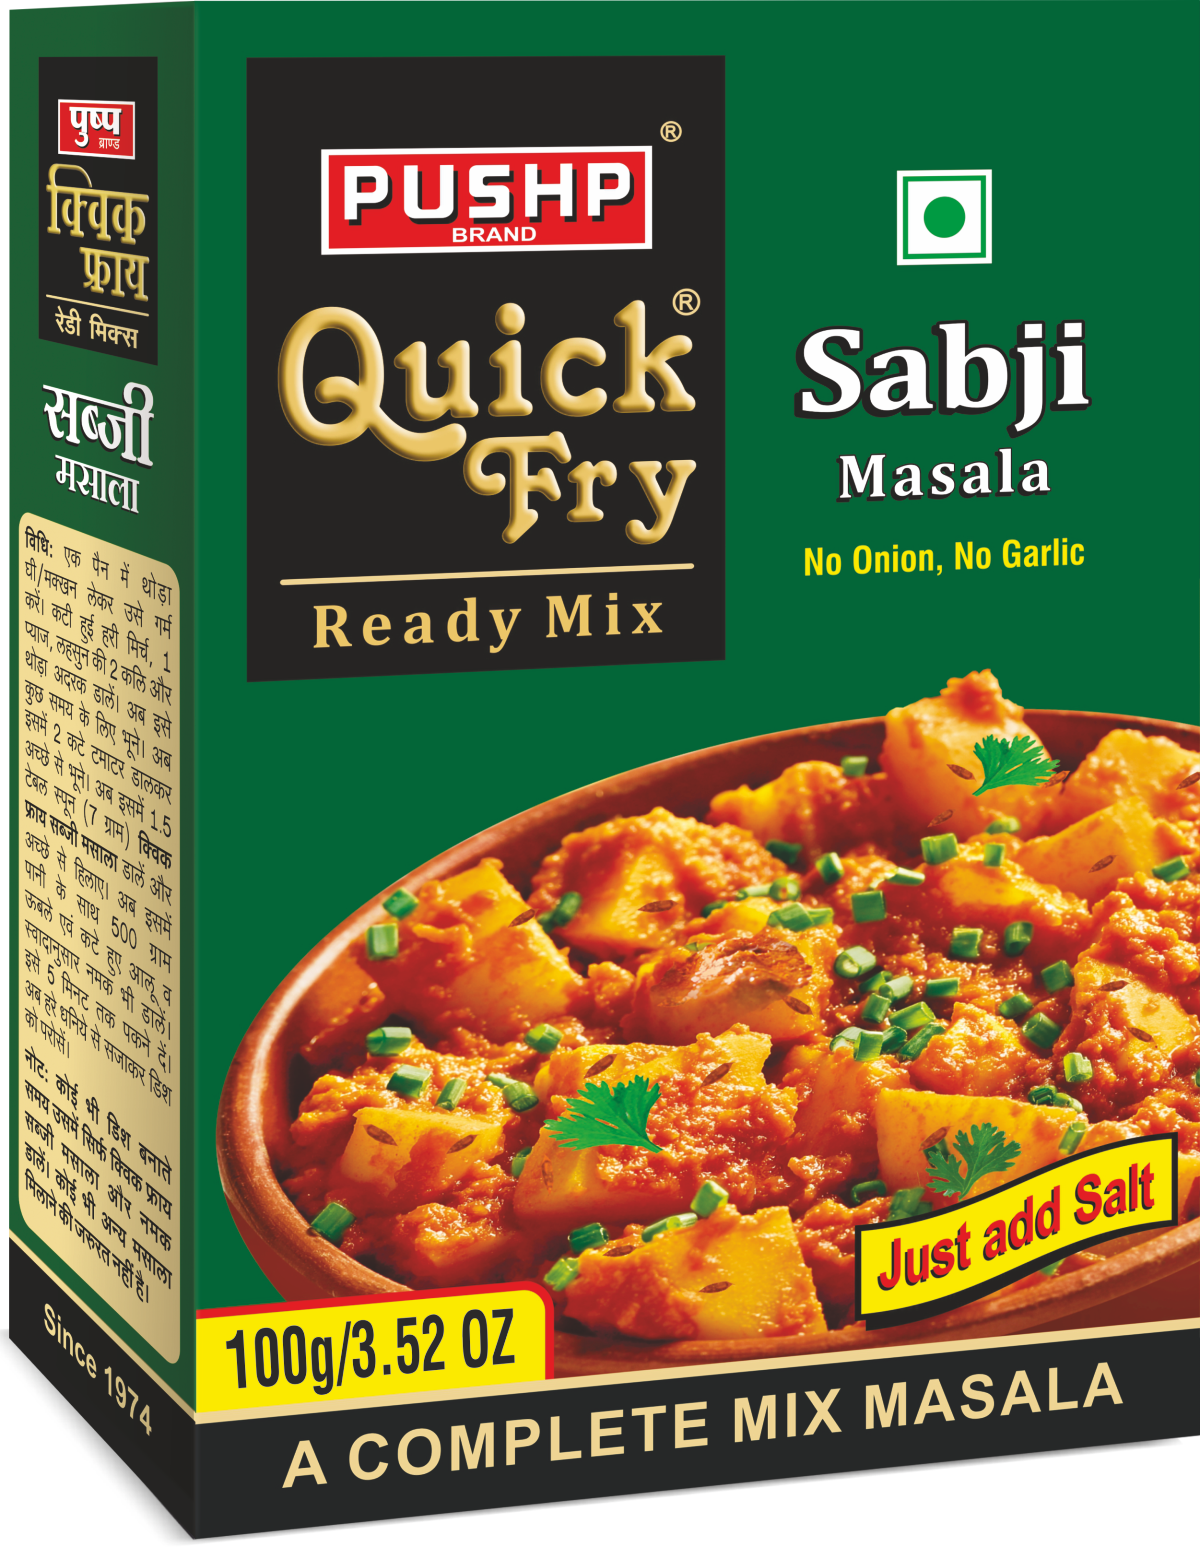 पुष्प
ब्राण्ड
क्विक
फ्राय
रेडी मिक्स
सब्जी
मसाला
विधि: एक पैन में थोड़ा
घी/मक्खन लेकर उसे गर्म
करें। कटी हुई हरी मिर्च, 1
प्याज, लहसुन की 2 कलि और
थोड़ा अदरक डालें। अब इसे
कुछ समय के लिए भूने। अब
इसमें 2 कटे टमाटर डालकर
अच्छे से भूने। अब इसमें 1.5
टेबल स्पून (7 ग्राम) क्विक
फ्राय सब्जी मसाला डालें और
अच्छे से हिलाए। अब इसमें
पानी के साथ 500 ग्राम
ऊबले एवं कटे हुए आलू व
स्वादानुसार नमक भी डालें।
इसे 5 मिनट तक पकने दें।
अब हरे धनिये से सजाकर डिश
को परोसें।
नोट: कोई भी डिश बनाते
समय उसमें सिर्फ क्विक फ्राय
सब्जी मसाला और नमक
डालें। कोई भी अन्य मसाला
मिलाने की जरुरत नहीं है।
Since 1974
®
PUSHP
BRAND
Quick®
Fry
Ready Mix
Sabji
Masala
No Onion, No Garlic
Just add Salt
100g/3.52 OZ
A COMPLETE MIX MASALA